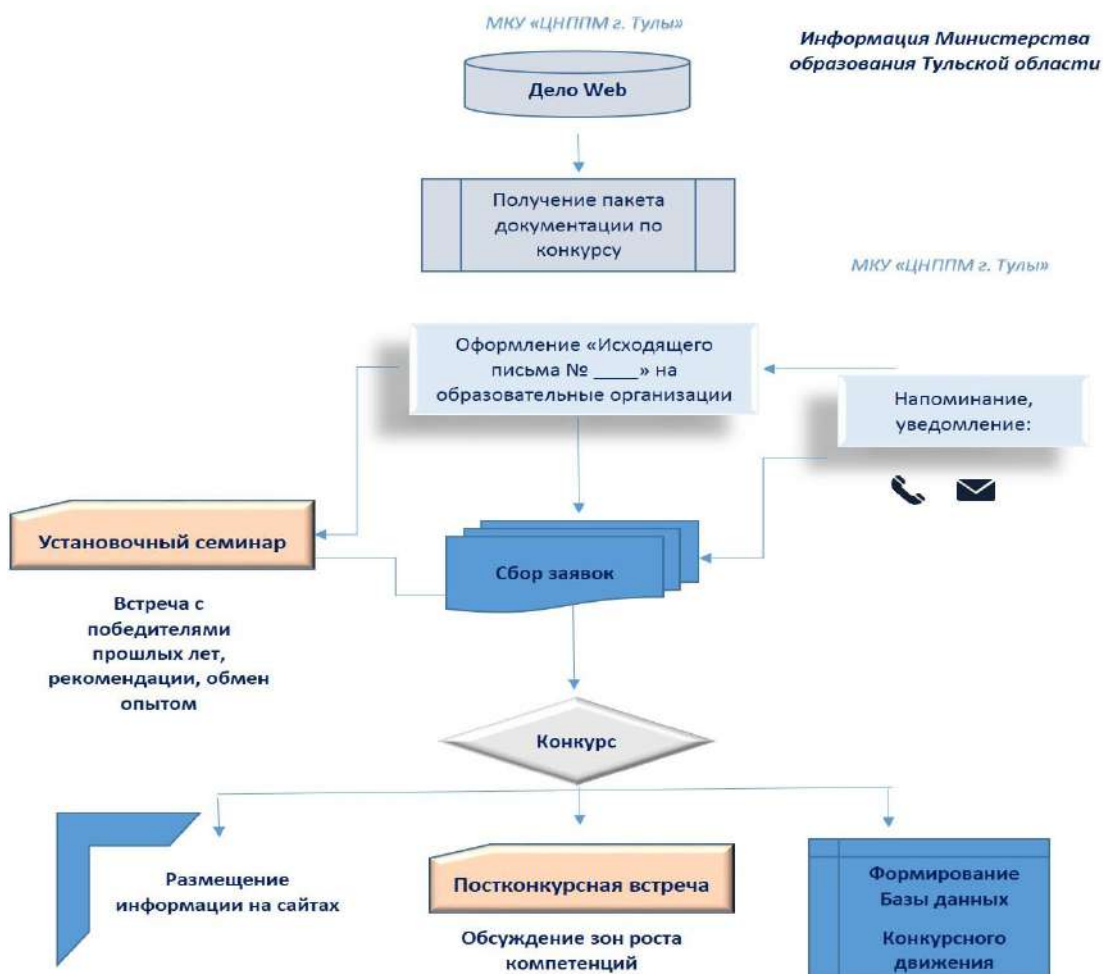 МКУ «ЦНППМ г. Тулы»
Информация Министерства
образования Тульской области
Дело Web
Получение пакета
документации по
конкурсу
МКУ «ЦНППМ г. Тулы»
Оформление «Исходящего
письма № ____» на
образовательные организации
Напоминание,
уведомление:
Установочный семинар
Сбор заявок
Встреча с
победителями
прошлых лет,
рекомендации, обмен
опытом
Конкурс
Размещение
информации на сайтах
Постконкурсная встреча
Обсуждение зон роста
компетенций
Формирование
Базы данных
Конкурсного
движения